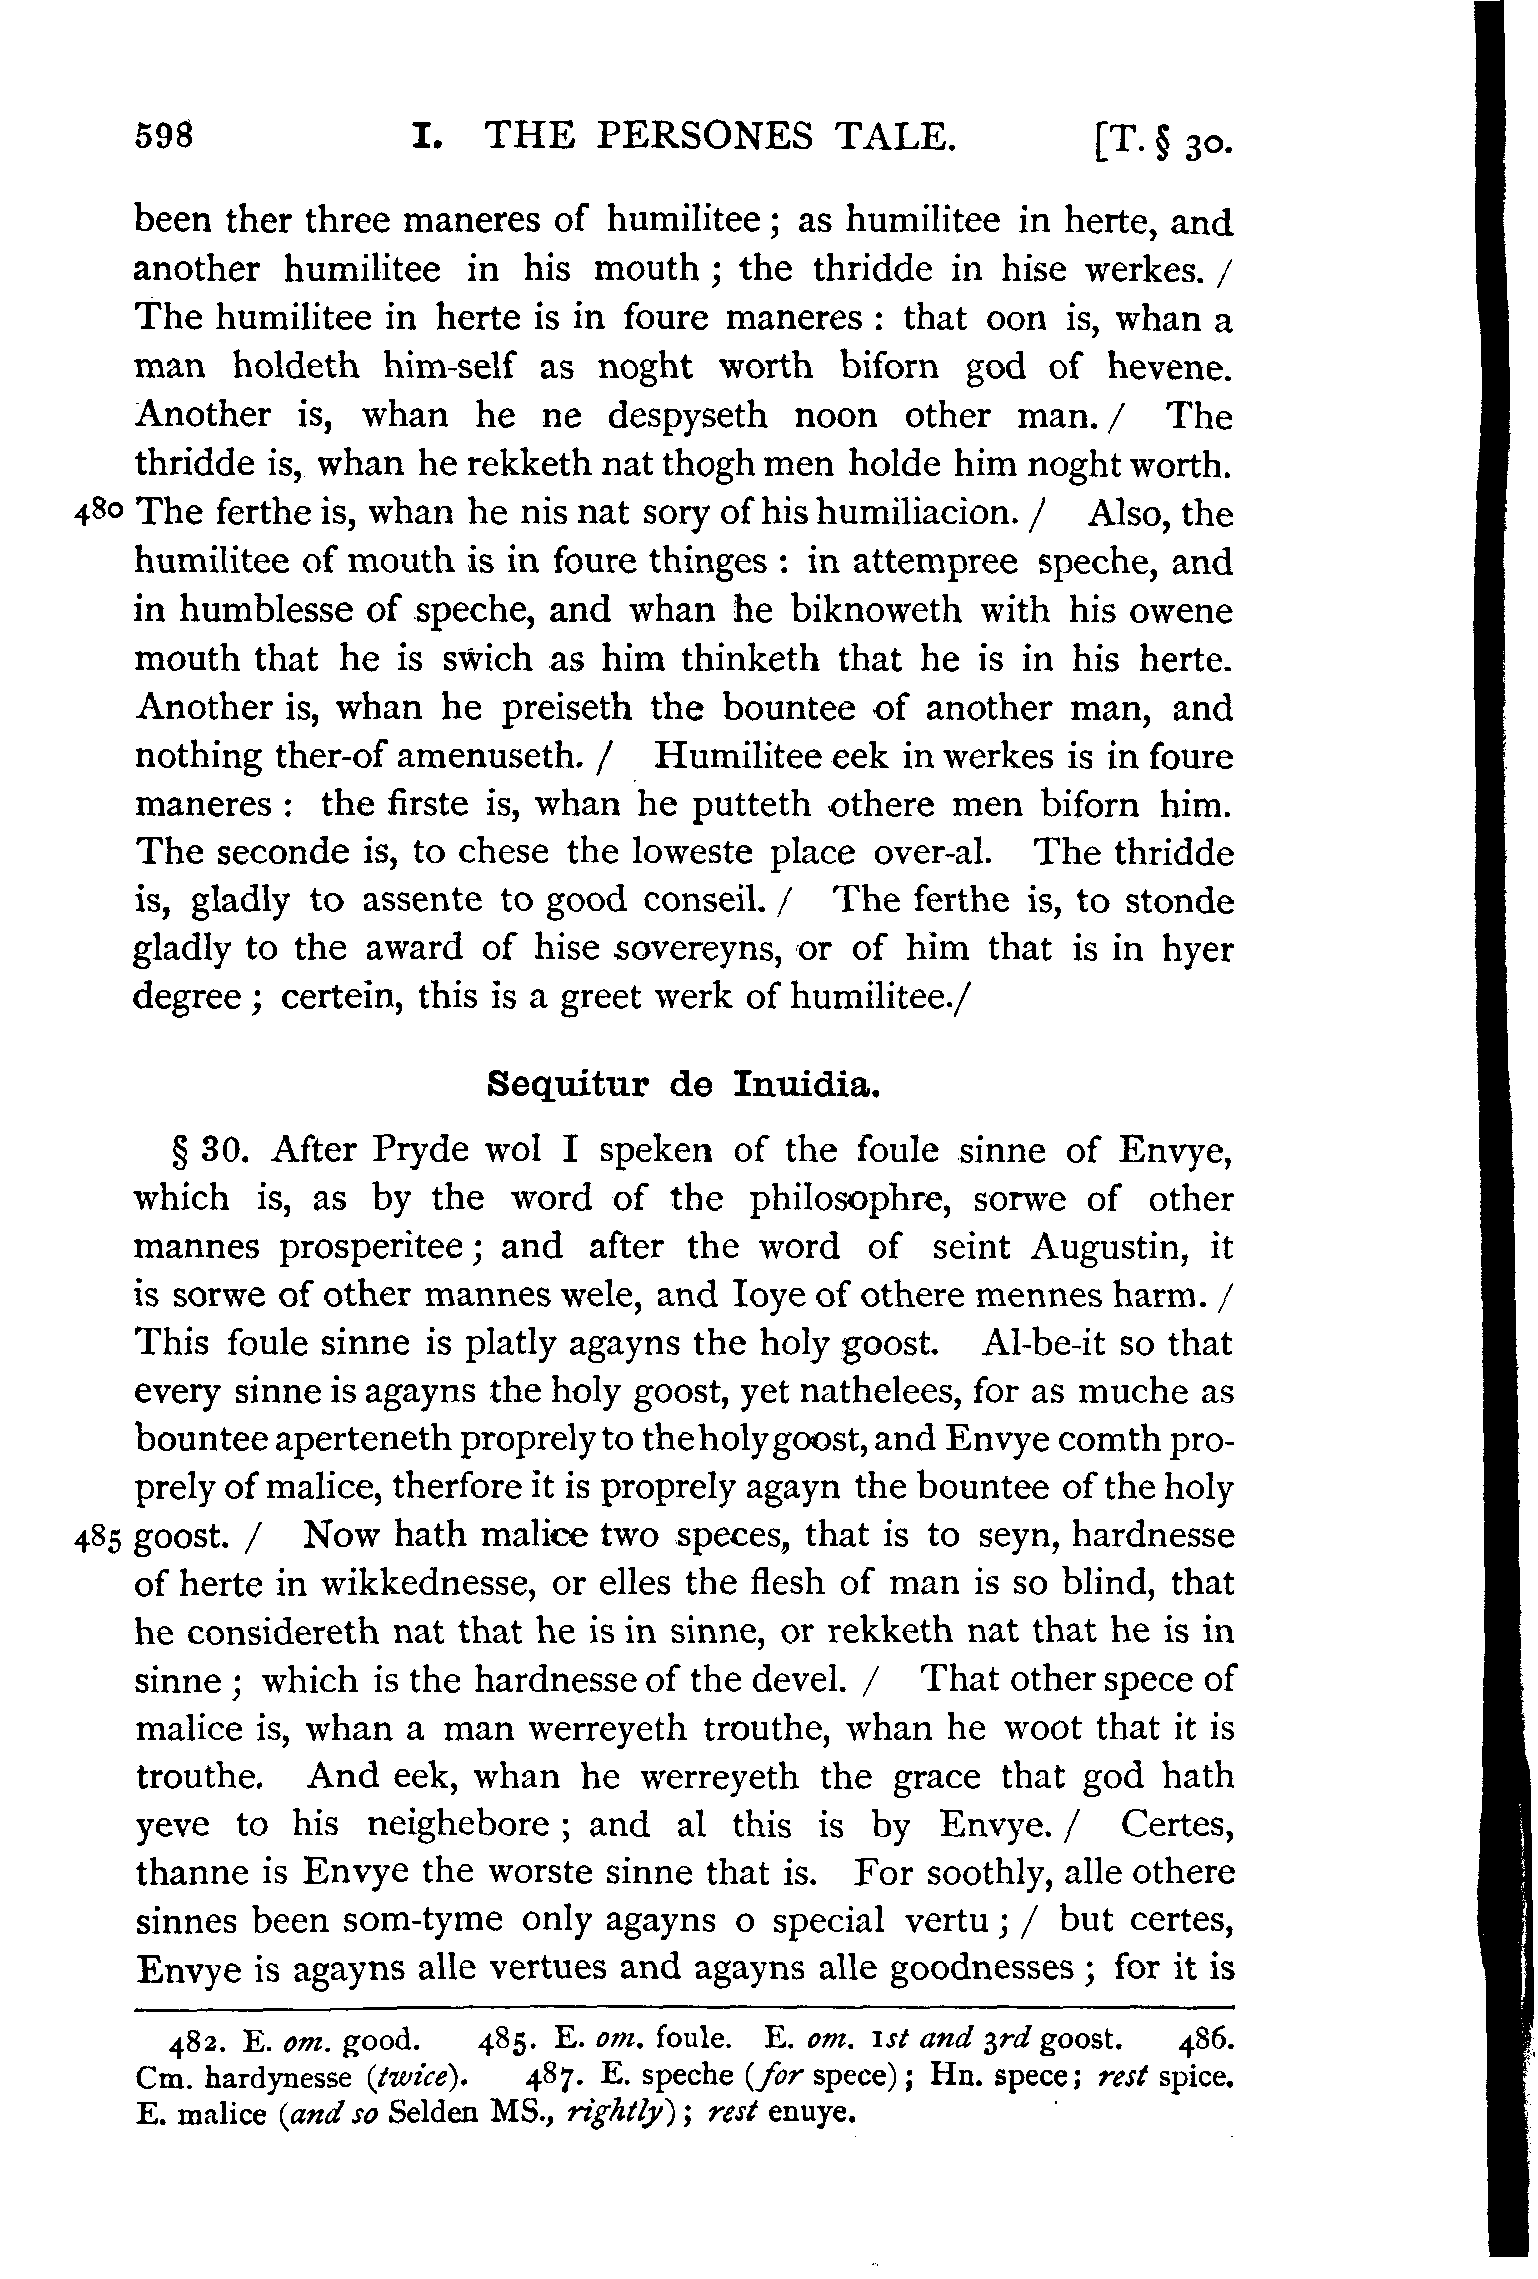 598 I. THE PERSONES TALE. [T. § 30.
been ther three maneres of humilitee ; as humilitee in herte, and
another humilitee in his mouth ; the thridde in hise werkes. /
The humilitee in herte is in foure maneres : that oon is, whan a
man holdeth him-self as noght worth biforn god of hevene.
Another is, whan he ne despyseth noon other man. / The
thridde is, whan he rekketh nat thogh men holde him noght worth.
480 The ferthe is, whan he nis nat sory of his humiliacion. / Also, the
humilitee of mouth is in foure thinges : in attempree speche, and
in humblesse of speche, and whan he biknoweth with his owene
mouth that he is swich as him thinketh that he is in his herte.
Another is, whan he preiseth the bountee of another man, and
nothing ther-of amenuseth. / Humilitee eek in werkes is in foure
maneres : the firste is, whan he putteth othere men biforn him.
The seconde is, to chese the loweste place over-al. The thridde
is, gladly to assente to good conseil. / The ferthe is, to stonde
gladly to the award of hise sovereyns, or of him that is in hyer
degree ; certein, this is a greet werk of humilitee./
Sequitur de Inuidia.
§ 30. After Pryde wol I speken of the foule sinne of Envye,
which is, as by the word of the philosophre, sorwe of other
mannes prosperitee ; and after the word of seint Augustin, it
is sorwe of other mannes wele, and Ioye of othere mennes harm. /
This foule sinne is platly agayns the holy goost. Al-be-it so that
every sinne is agayns the holy goost, yet nathelees, for as muche as
bountee aperteneth proprely to the holy goost, and Envye comth pro-
prely of malice, therfore it is proprely agayn the bountee of the holy
485 goost. / Now hath malice two speces, that is to seyn, hardnesse
of herte in wikkednesse, or elles the flesh of man is so blind, that
he considereth nat that he is in sinne, or rekketh nat that he is in
sinne ; which is the hardnesse of the devel. / That other spece of
malice is, whan a man werreyeth trouthe, whan he woot that it is
trouthe. And eek, whan he werreyeth the grace that god hath
yeve to his neighebore ; and al this is by Envye. / Certes,
thanne is Envye the worste sinne that is. For soothly, alle othere
sinnes been som-tyme only agayns o special vertu ; / but certes,
Envye is agayns alle vertues and agayns alle goodnesses ; for it is
482. E. om. good. 485. E. om. foule. E. om. 1st and 3rd goost. 486.
Cm. hardynesse (twice). 487. E. speche (for spece) ; Hn. spece ; rest spice.
E. malice (and so Selden MS., rightly) ; rest enuye.